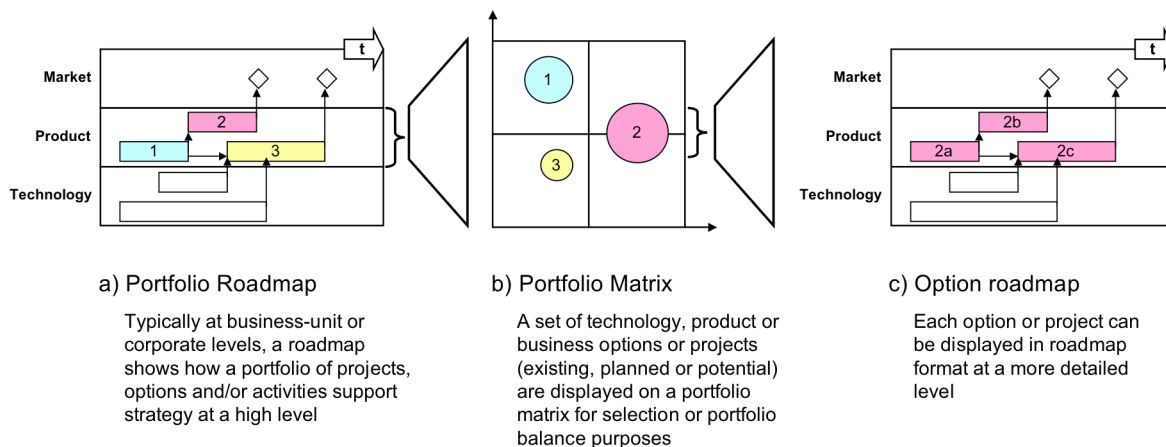 t
Market
Product
Technology
1
2
3
1
2
3
t
Market
Product
Technology
2a
2b
2c
a) Portfolio Roadmap
Typically at business-unit or
corporate levels, a roadmap
shows how a portfolio of projects,
options and/or activities support
strategy at a high level
b) Portfolio Matrix
A set of technology, product or
business options or projects
(existing, planned or potential)
are displayed on a portfolio
matrix for selection or portfolio
balance purposes
c) Option roadmap
Each option or project can
be displayed in roadmap
format at a more detailed
level